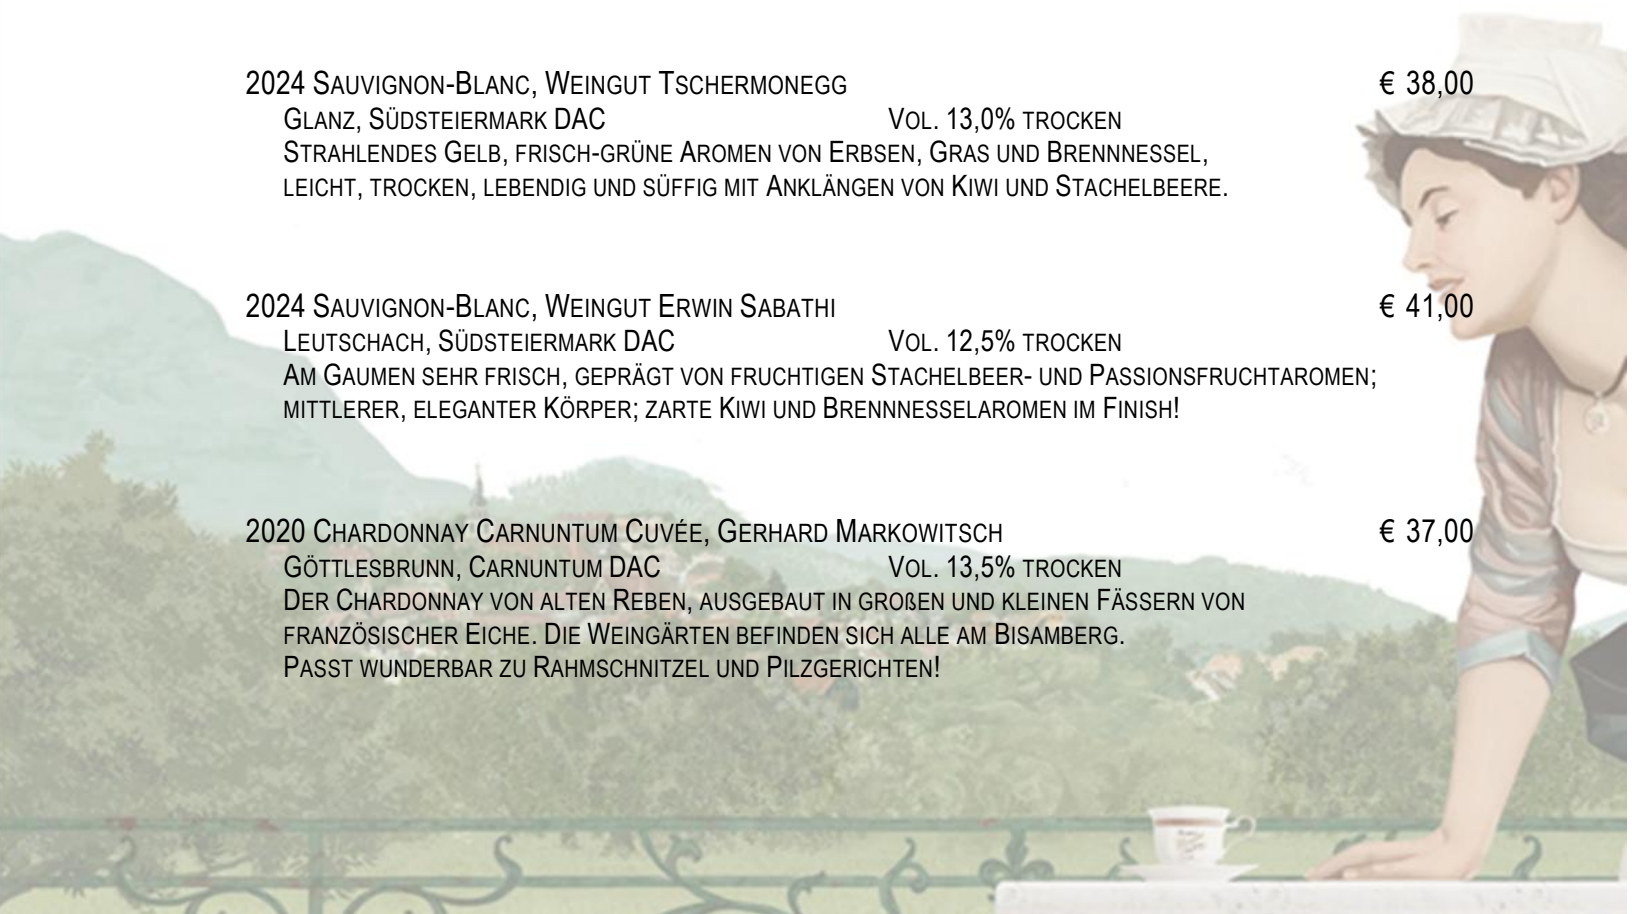 2024 Sauvignon-Blanc, Weingut Tschermonegg € 38,00
Glanz, Südsteiermark DAC Vol. 13,0% trocken
Strahlendes Gelb, frisch-grüne Aromen von Erbsen, Gras und Brennnessel,
leicht, trocken, lebendig und süffig mit Anklängen von Kiwi und Stachelbeere.
2024 Sauvignon-Blanc, Weingut Erwin Sabathi € 41,00
Leutschach, Südsteiermark DAC Vol. 12,5% trocken
Am Gaumen sehr frisch, geprägt von fruchtigen Stachelbeer- und Passionsfruchtaromen;
mittlerer, eleganter Körper; zarte Kiwi und Brennnesselaromen im Finish!
2020 Chardonnay Carnuntum Cuvée, Gerhard Markowitsch € 37,00
Göttlesbrunn, Carnuntum DAC Vol. 13,5% trocken
Der Chardonnay von alten Reben, ausgebaut in großen und kleinen Fässern von
französischer Eiche. Die Weingärten befinden sich alle am Bisamberg.
Passt wunderbar zu Rahmschnitzel und Pilzgerichten!